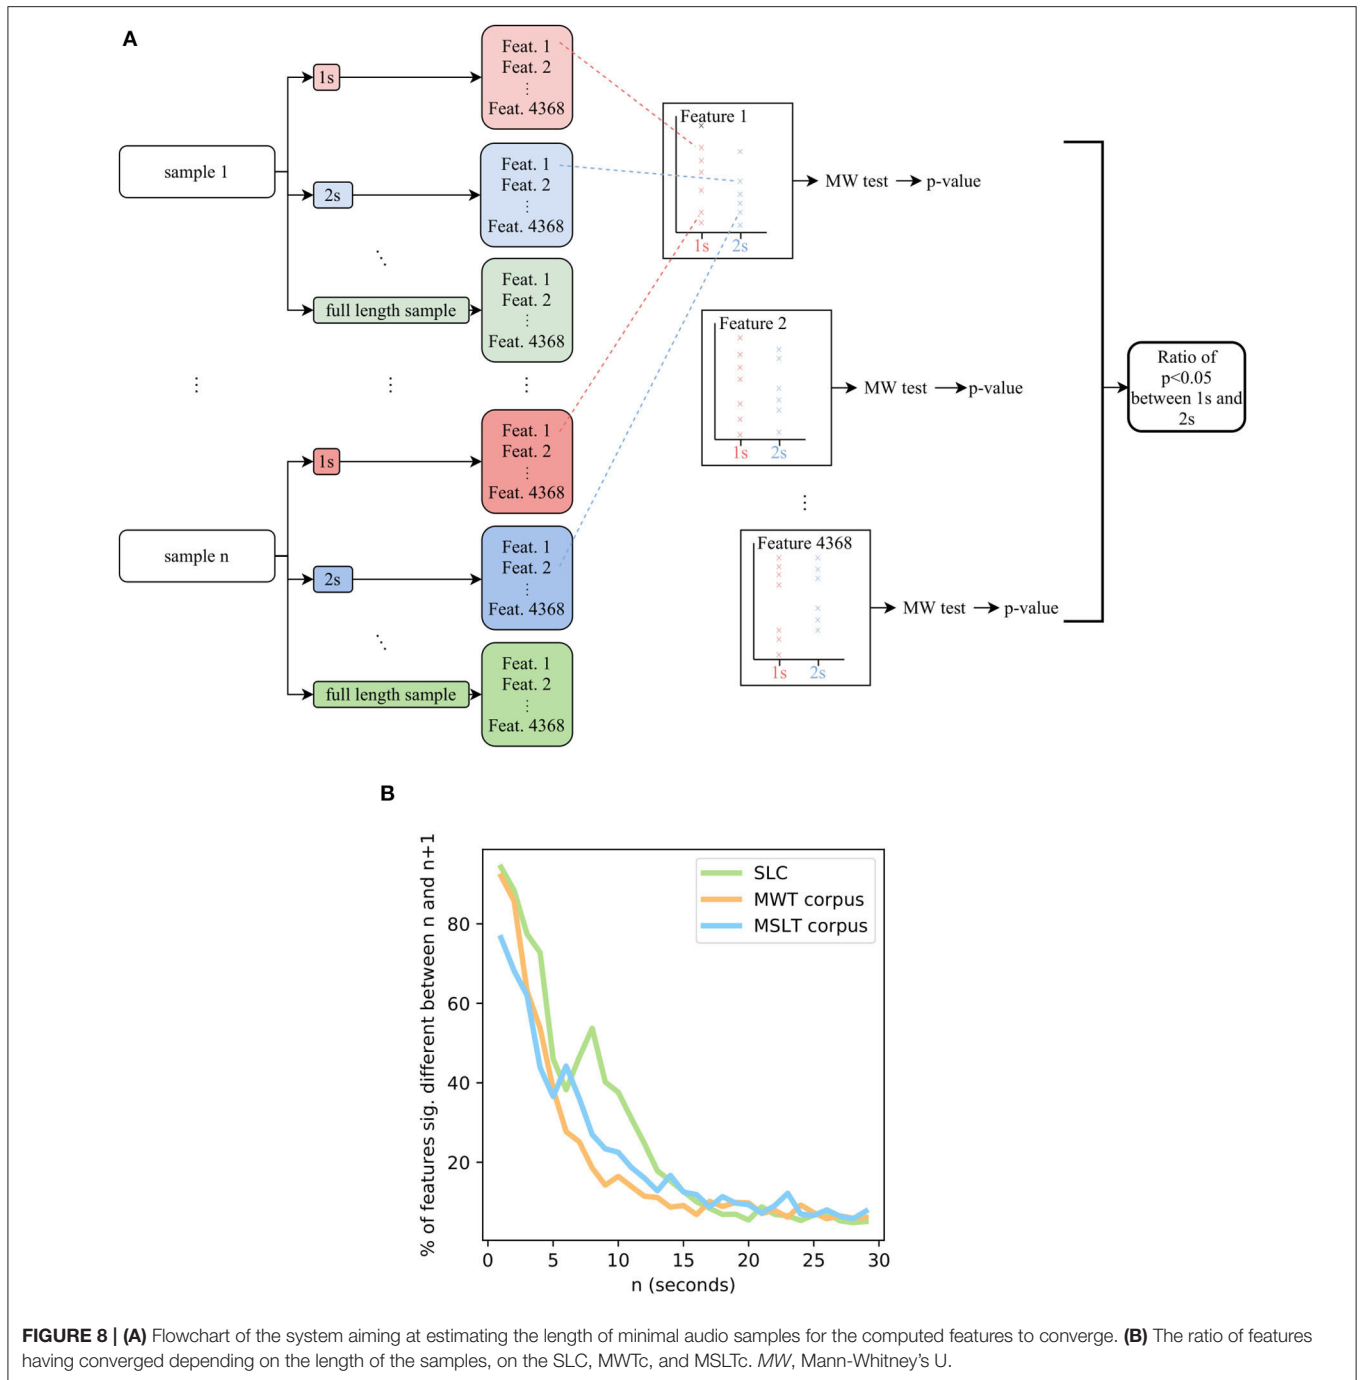 A
sample 1
1s
Feat. 1
Feat. 2
⋮
Feat. 4368
2s
Feat. 1
Feat. 2
⋮
Feat. 4368
⋱
full length sample
Feat. 1
Feat. 2
⋮
Feat. 4368
⋮ ⋮ ⋮
sample n
1s
Feat. 1
Feat. 2
⋮
Feat. 4368
2s
Feat. 1
Feat. 2
⋮
Feat. 4368
⋱
full length sample
Feat. 1
Feat. 2
⋮
Feat. 4368
Feature 1
1s 2s
MW test p-value
Feature 2
1s 2s
MW test p-value
⋮
Feature 4368
1s 2s
MW test p-value
Ratio of
p<0.05
between 1s and
2s
B
% of features sig. different between n and n+1
80
60
40
20
0 5 10 15 20 25 30
n (seconds)
SLC
MWT corpus
MSLT corpus
FIGURE 8 | (A) Flowchart of the system aiming at estimating the length of minimal audio samples for the computed features to converge. (B) The ratio of features
having converged depending on the length of the samples, on the SLC, MWTc, and MSLTc. MW, Mann-Whitney's U.